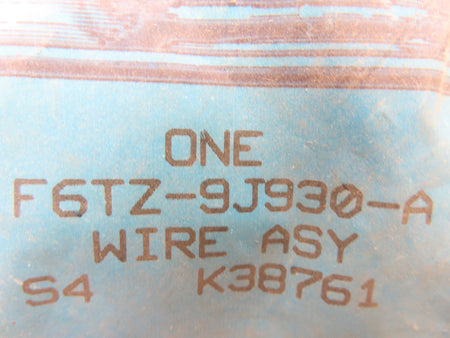 ONE
F6TZ-9J930-A
WIRE ASY
S4 K38761